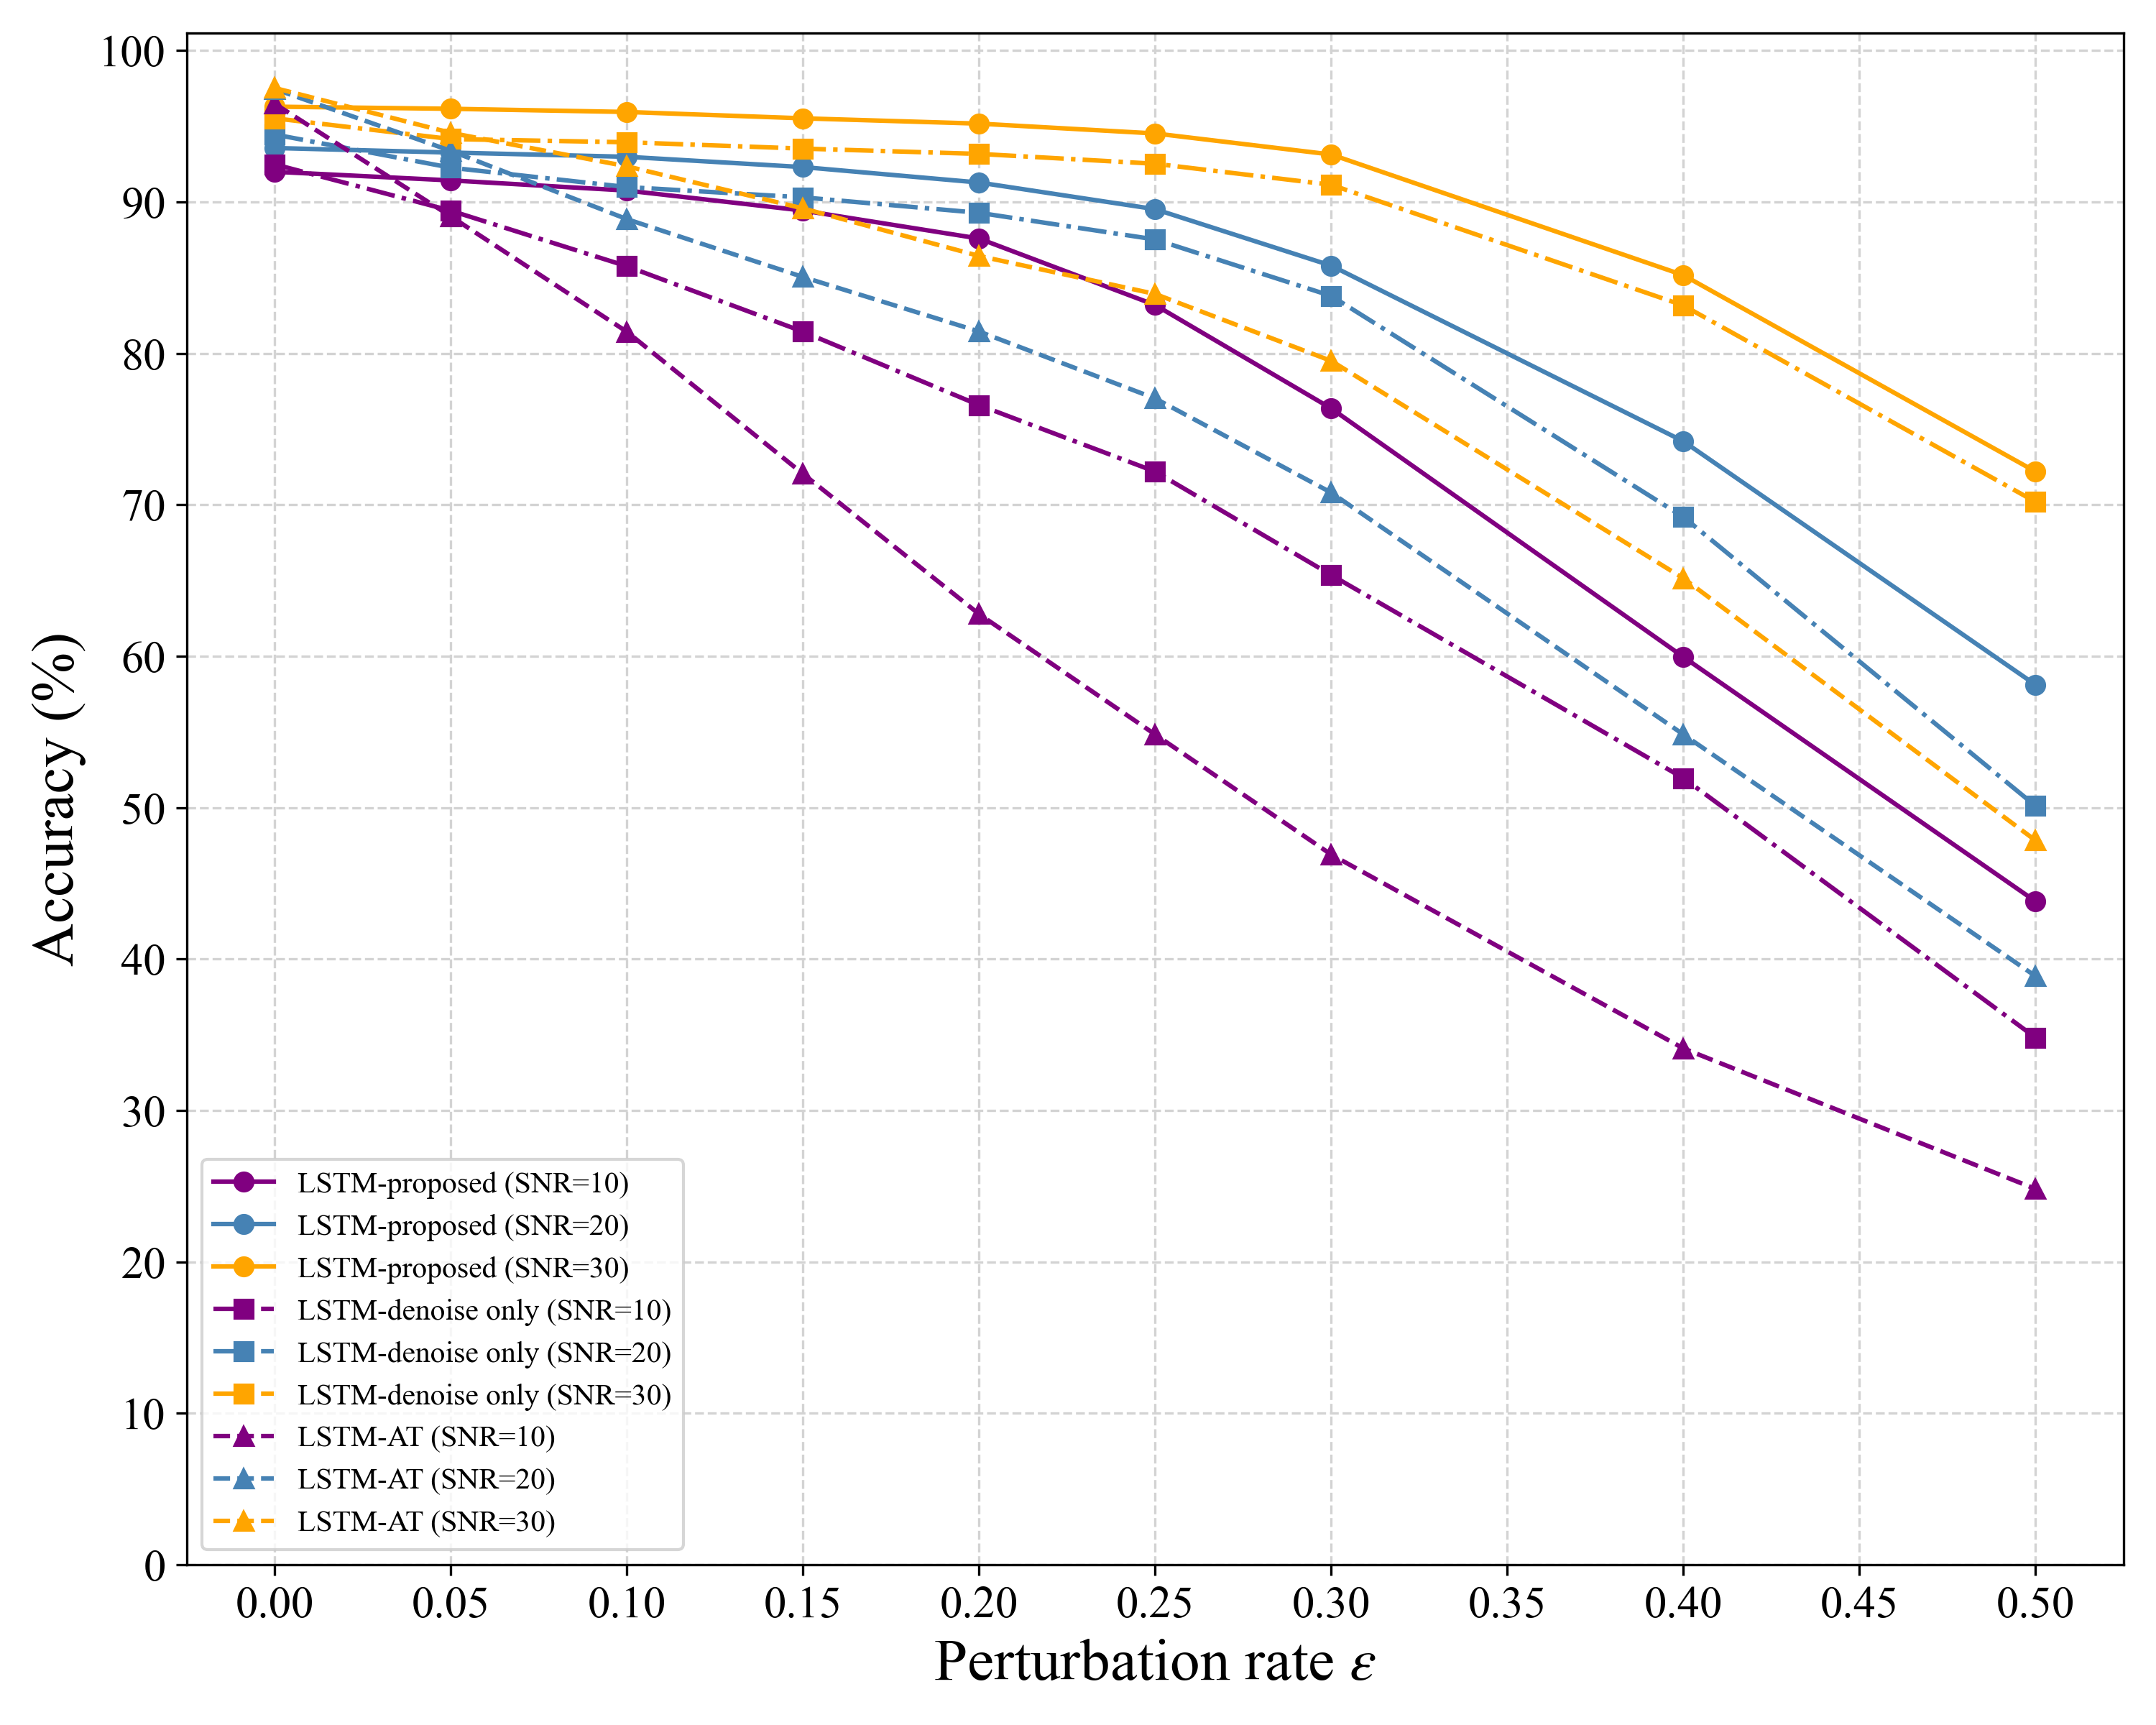 100
90
80
70
60
50
40
30
20
10
0
Accuracy (%)
LSTM-proposed (SNR=10)
LSTM-proposed (SNR=20)
LSTM-proposed (SNR=30)
LSTM-denoise only (SNR=10)
LSTM-denoise only (SNR=20)
LSTM-denoise only (SNR=30)
LSTM-AT (SNR=10)
LSTM-AT (SNR=20)
LSTM-AT (SNR=30)
0.00 0.05 0.10 0.15 0.20 0.25 0.30 0.35 0.40 0.45 0.50
Perturbation rate ε